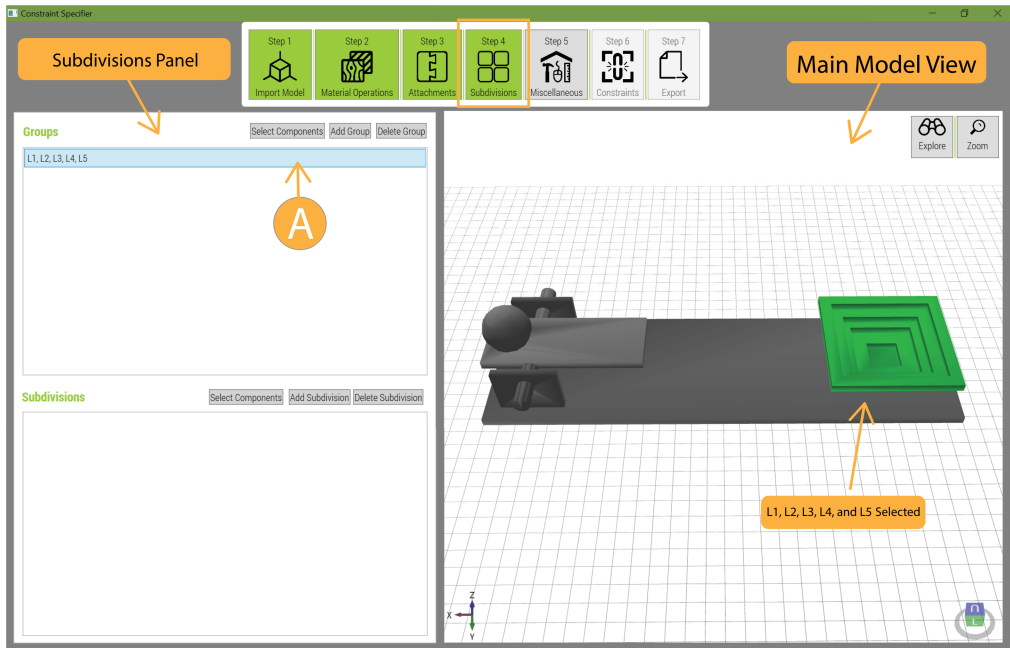 Constraint Specifier
Subdivisions Panel
Step 1
Import Model
Step 2
Material Operations
Step 3
Attachments
Step 4
Subdivisions
Step 5
Miscellaneous
Step 6
Constraints
Step 7
Export
Main Model View
Groups
Select Components
Add Group
Delete Group
L1, L2, L3, L4, L5
A
Explore
Zoom
Subdivisions
Select Components
Add Subdivision
Delete Subdivision
L1, L2, L3, L4, and L5 Selected
Z
X
Y
L